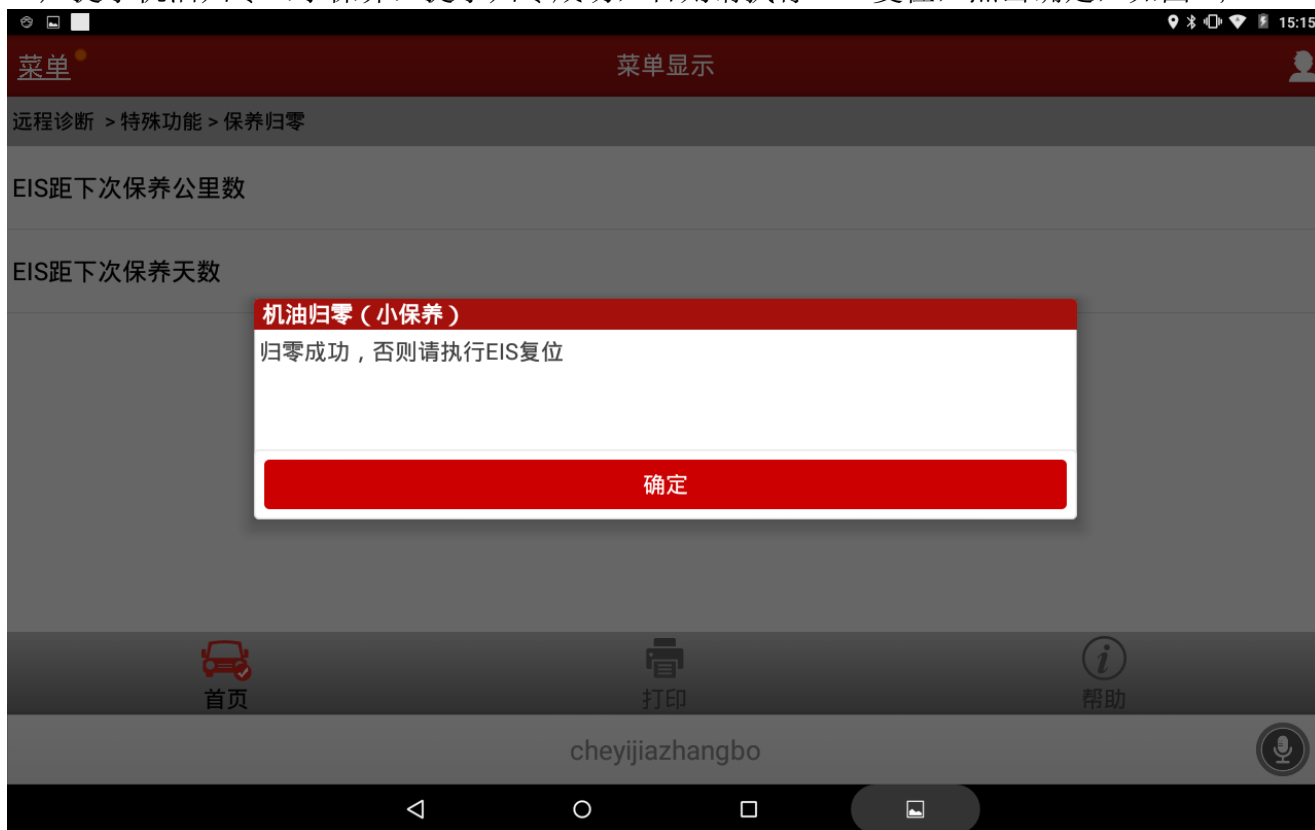 15:15
菜单
菜单显示
远程诊断 >特殊功能>保养归零
EIS距下次保养公里数
EIS距下次保养天数
机油归零（小保养）
归零成功，否则请执行EIS复位
确定
首页
打印
帮助
cheyijiazhangbo